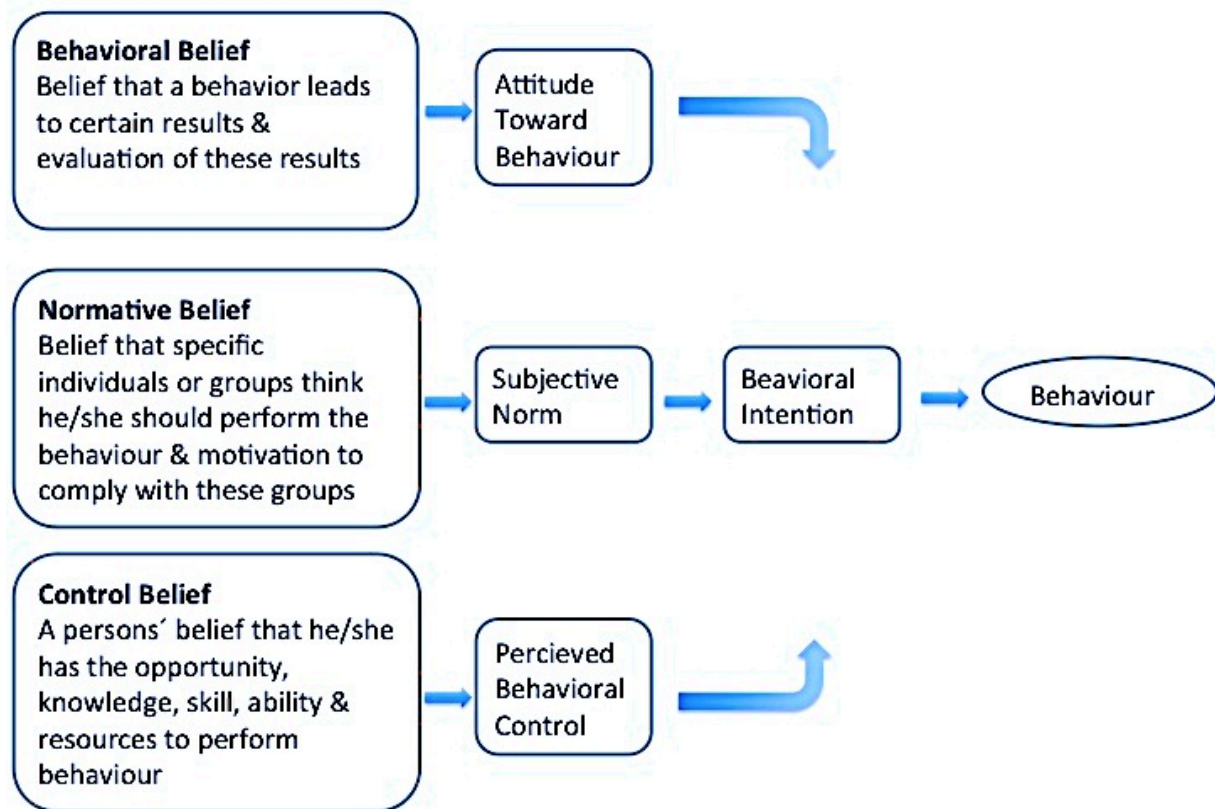 Behavioral Belief
Belief that a behavior leads
to certain results &
evaluation of these results
Attitude
Toward
Behaviour
Normative Belief
Belief that specific
individuals or groups think
he/she should perform the
behaviour & motivation to
comply with these groups
Subjective
Norm
Beavioral
Intention
Behaviour
Control Belief
A persons´ belief that he/she
has the opportunity,
knowledge, skill, ability &
resources to perform
behaviour
Percieved
Behavioral
Control